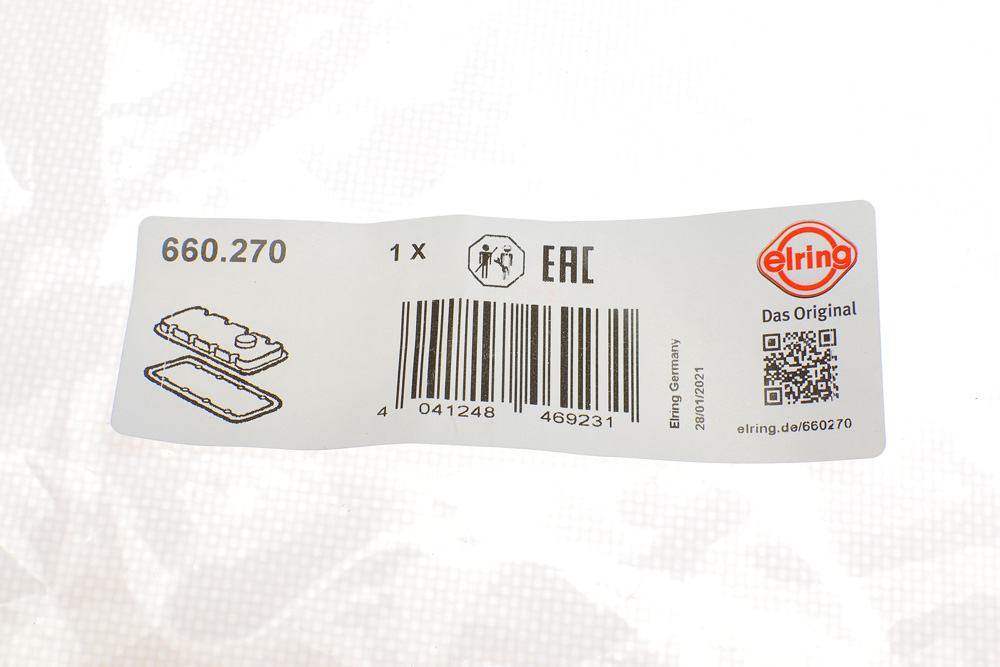 660.270
1 X
EAC
elring
Das Original
4 041248 469231
Elring Germany
28/01/2021
elring.de/660270